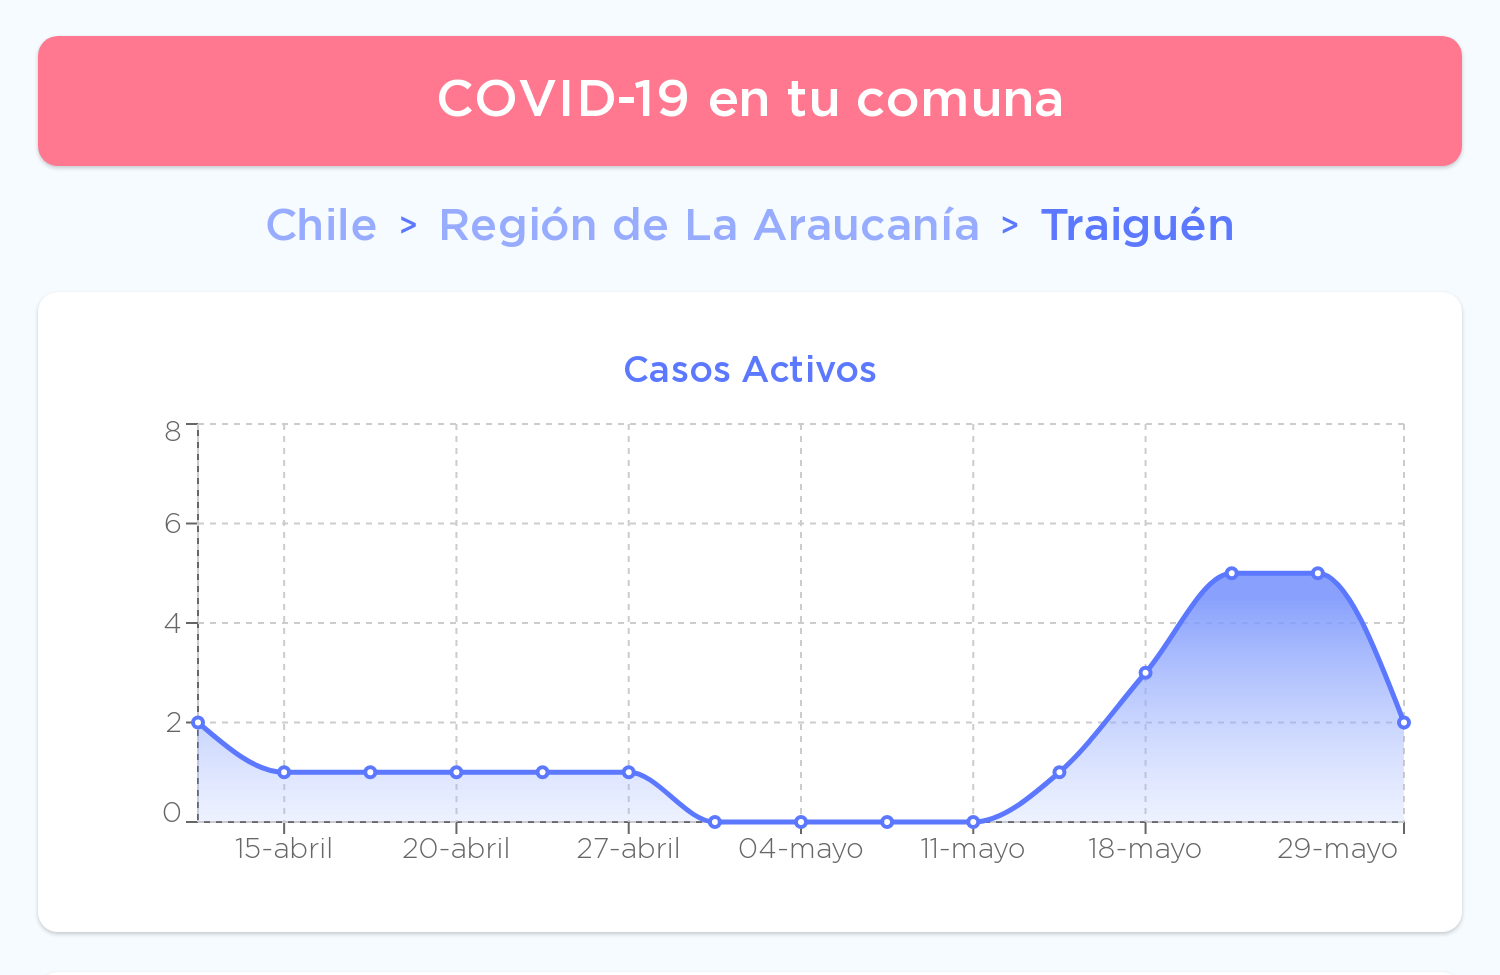 COVID-19 en tu comuna
Chile > Región de La Araucanía > Traiguén
Casos Activos
8
6
4
2
0
15-abril 20-abril 27-abril 04-mayo 11-mayo 18-mayo 29-mayo